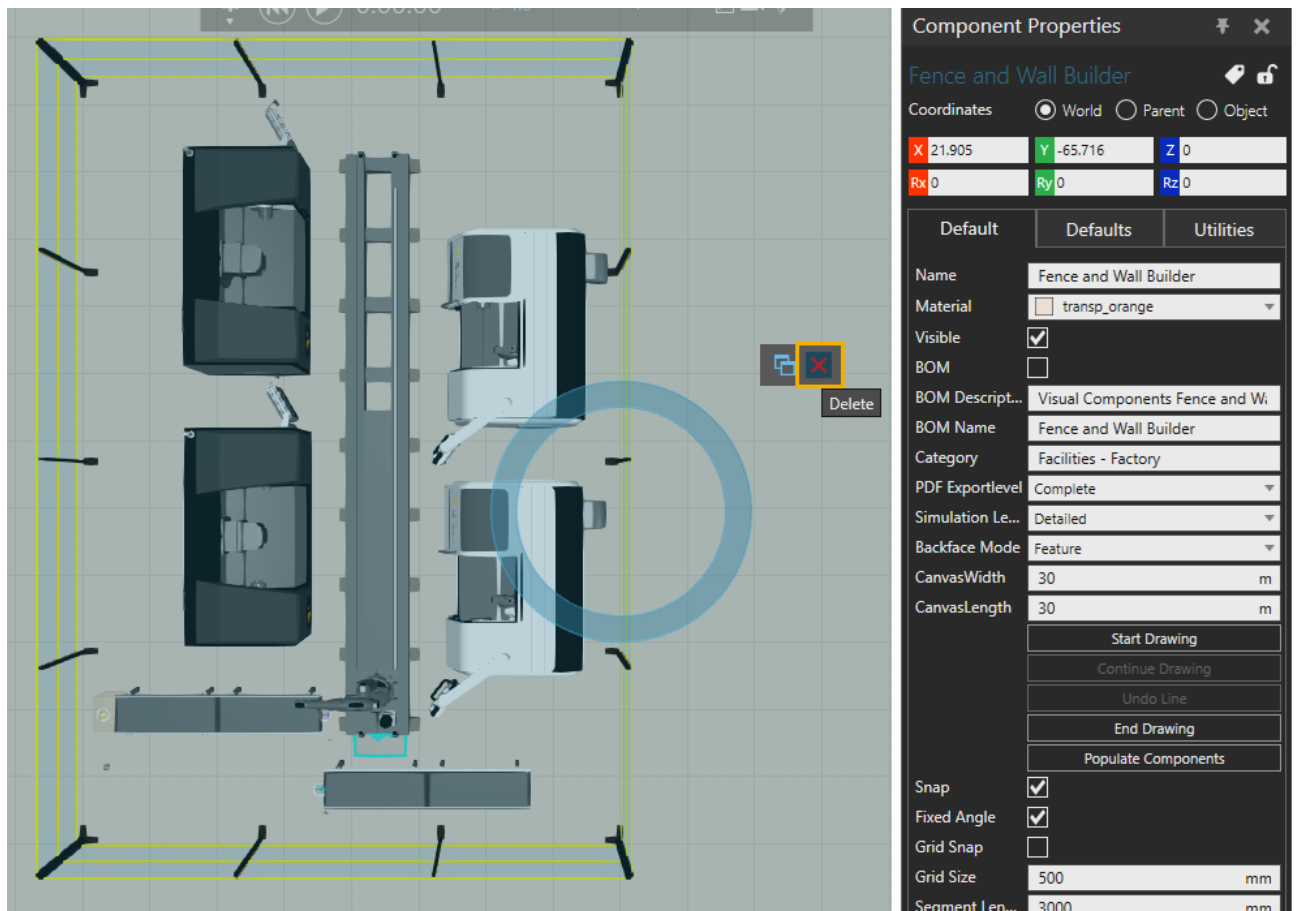 Component Properties
Fence and Wall Builder
Coordinates World Parent Object
X 21.905 Y -65.716 Z 0
Rx 0 Ry 0 Rz 0
Default Defaults Utilities
Name Fence and Wall Builder
Material transp_orange
Visible
BOM
Delete
BOM Descript... Visual Components Fence and Wa
BOM Name Fence and Wall Builder
Category Facilities - Factory
PDF Exportlevel Complete
Simulation Le... Detailed
Backface Mode Feature
CanvasWidth 30 m
CanvasLength 30 m
Start Drawing
Continue Drawing
Undo Line
End Drawing
Populate Components
Snap
Fixed Angle
Grid Snap
Grid Size 500 mm
Segment Len... 3000 mm